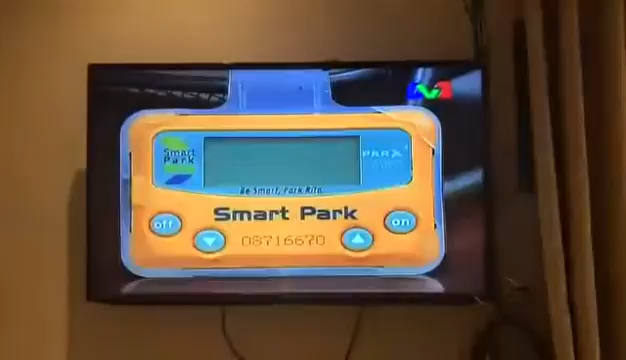 Smart
Park
PARX
Be Smart, Park Rite.
Smart Park
off
on
08716670